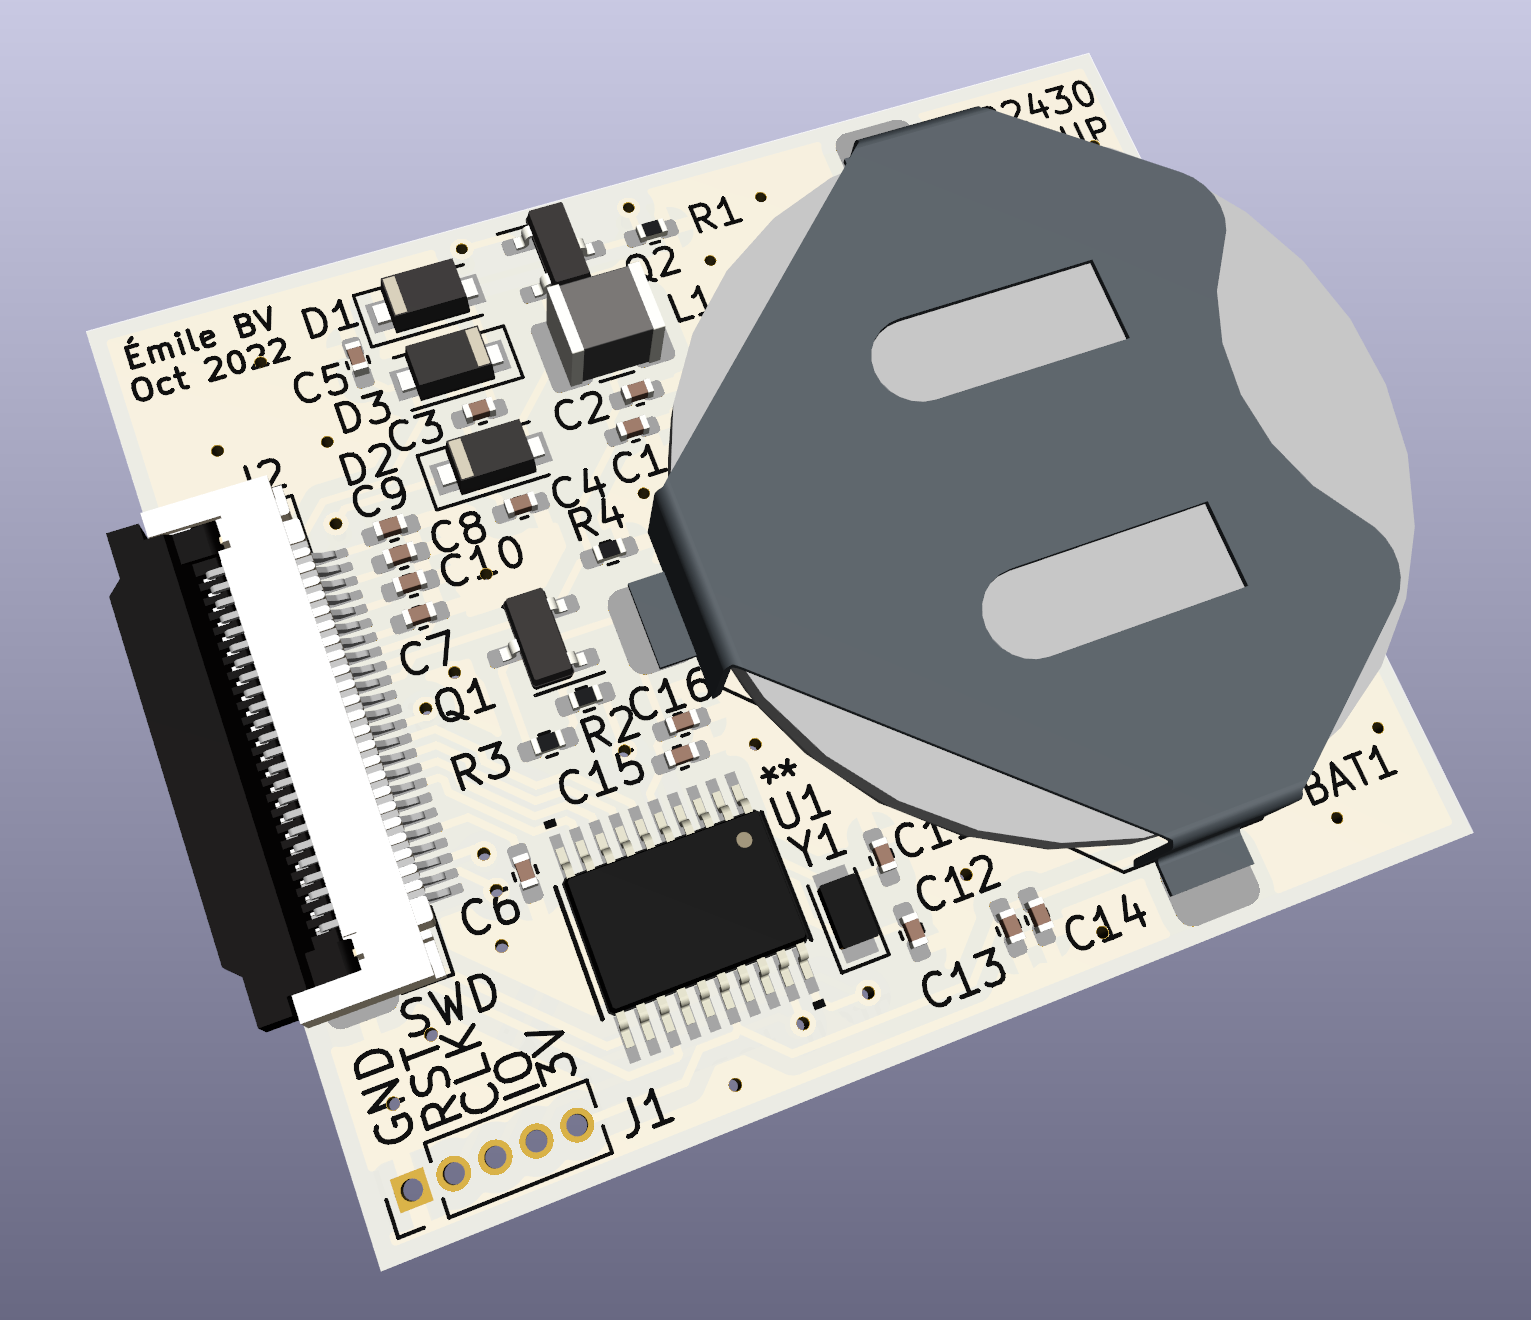 2430
UP
R1
Q2
L1
Émile BV
Oct 2022
D1
C5
D3
C3
C2
D2
C1
J2
C9
C4
C8
R4
C10
C7
Q1
C16
R2
R3
C15
**
U1
Y1
BAT1
C12
C6
C14
C13
SWD
GND
RST
CLK
IO
3V
J1